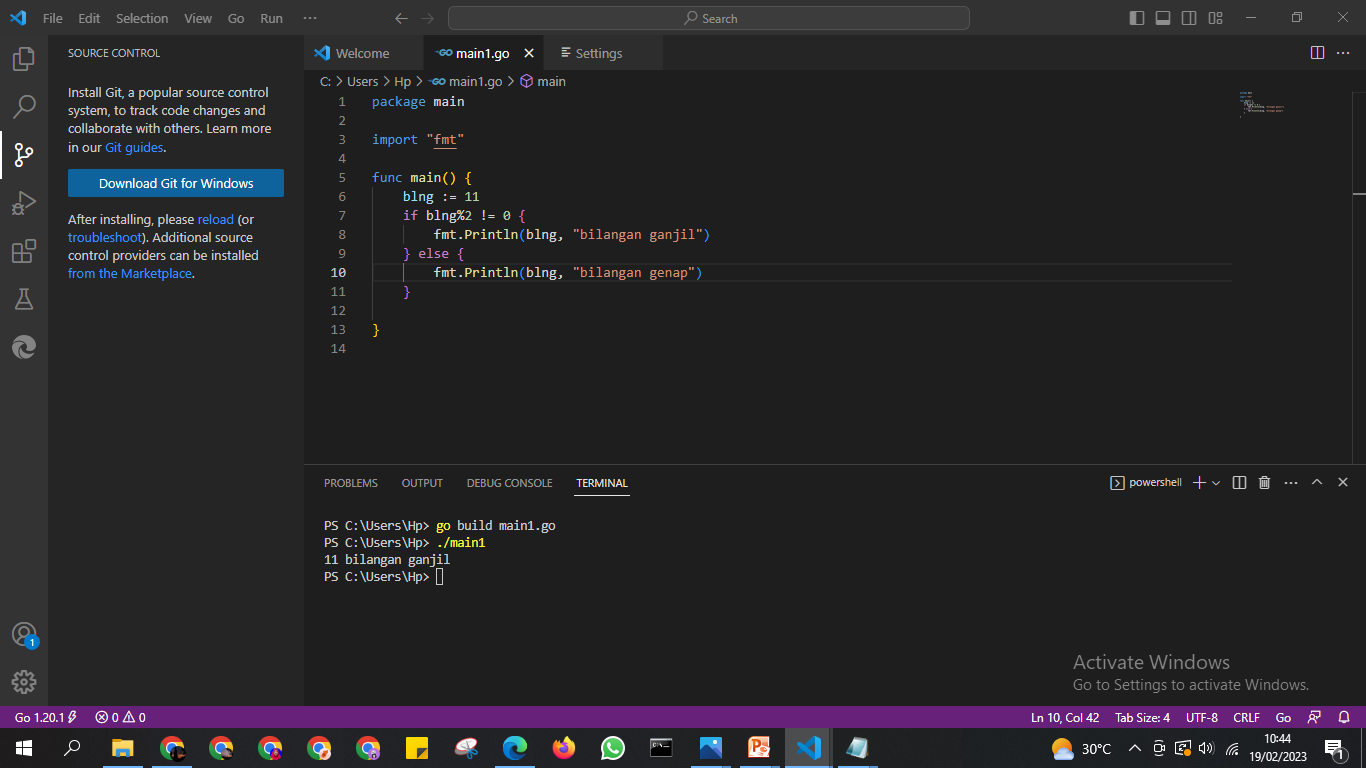 File Edit Selection View Go Run ···
Search
SOURCE CONTROL
Install Git, a popular source control
system, to track code changes and
collaborate with others. Learn more
in our Git guides.
Download Git for Windows
After installing, please reload (or
troubleshoot). Additional source
control providers can be installed
from the Marketplace.
Welcome
main1.go
Settings
C: > Users > Hp > main1.go > main
1 package main
2
3 import "fmt"
4
5 func main() {
6 blng := 11
7 if blng%2 != 0 {
8 fmt.Println(blng, "bilangan ganjil")
9 } else {
10 fmt.Println(blng, "bilangan genap")
11 }
12
13 }
14
PROBLEMS OUTPUT DEBUG CONSOLE TERMINAL
powershell
PS C:\Users\Hp> go build main1.go
PS C:\Users\Hp> ./main1
11 bilangan ganjil
PS C:\Users\Hp>
1
Activate Windows
Go to Settings to activate Windows.
Go 1.20.1 0 0
Ln 10, Col 42 Tab Size: 4 UTF-8 CRLF Go
30°C
10:44
19/02/2023
1